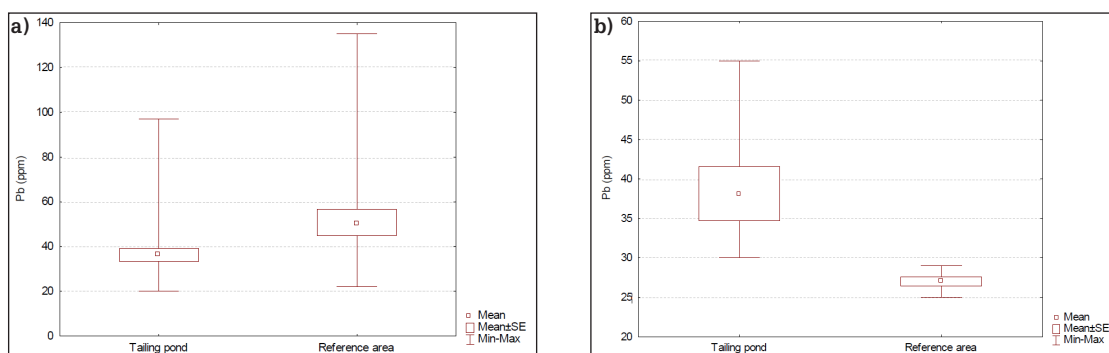 a)
140
120
100
80
60
40
20
0
Pb (ppm)
Tailing pond Reference area
Mean
Mean±SE
Min-Max
b)
60
55
50
45
40
35
30
25
20
Pb (ppm)
Tailing pond Reference area
Mean
Mean±SE
Min-Max